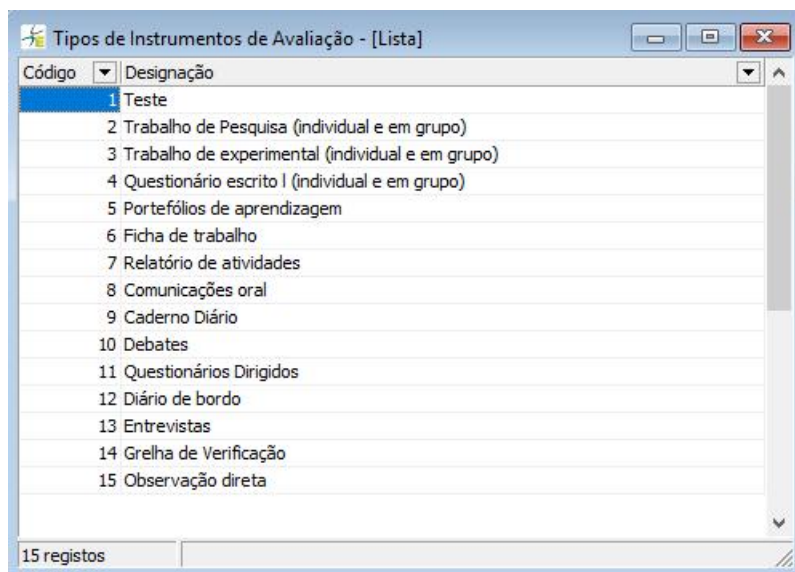 Tipos de Instrumentos de Avaliação - [Lista]
Código Designação
1 Teste
2 Trabalho de Pesquisa (individual e em grupo)
3 Trabalho de experimental (individual e em grupo)
4 Questionário escrito l (individual e em grupo)
5 Portefólios de aprendizagem
6 Ficha de trabalho
7 Relatório de atividades
8 Comunicações oral
9 Caderno Diário
10 Debates
11 Questionários Dirigidos
12 Diário de bordo
13 Entrevistas
14 Grelha de Verificação
15 Observação direta
15 registos